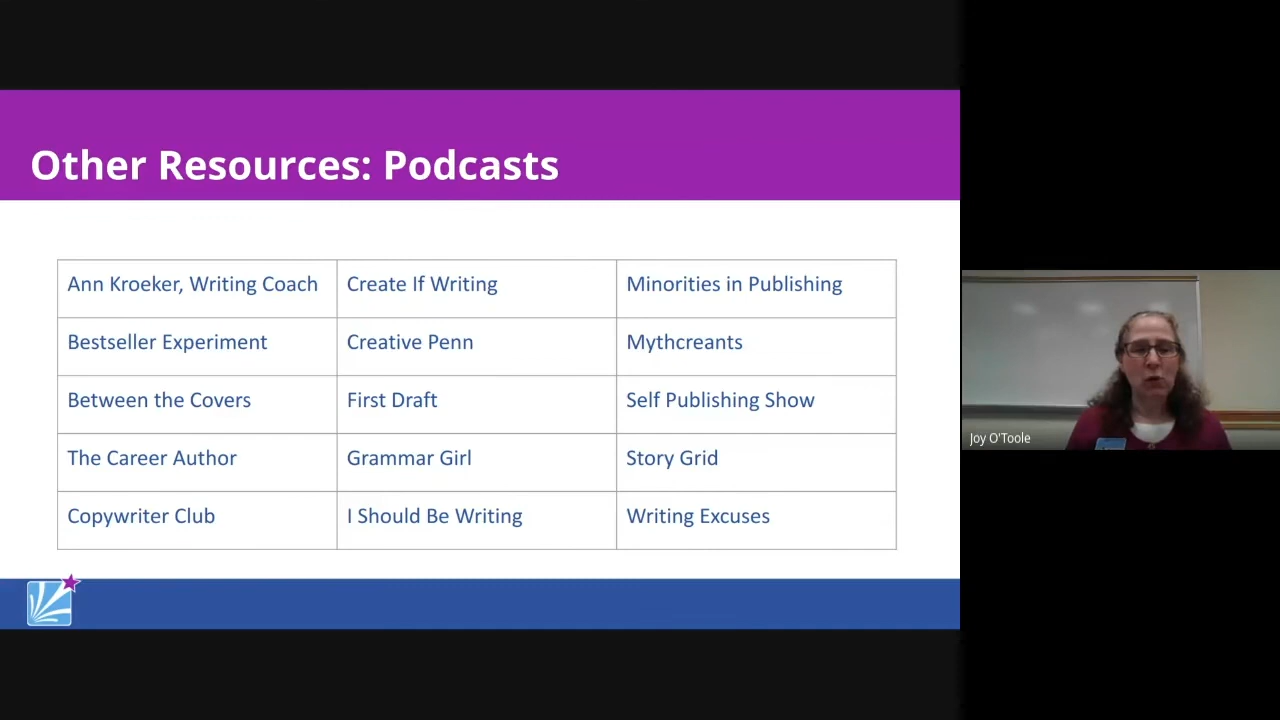 Other Resources: Podcasts
Ann Kroeker, Writing Coach
Create If Writing
Minorities in Publishing
Bestseller Experiment
Creative Penn
Mythcreants
Between the Covers
First Draft
Self Publishing Show
The Career Author
Grammar Girl
Story Grid
Copywriter Club
I Should Be Writing
Writing Excuses
Joy O'Toole